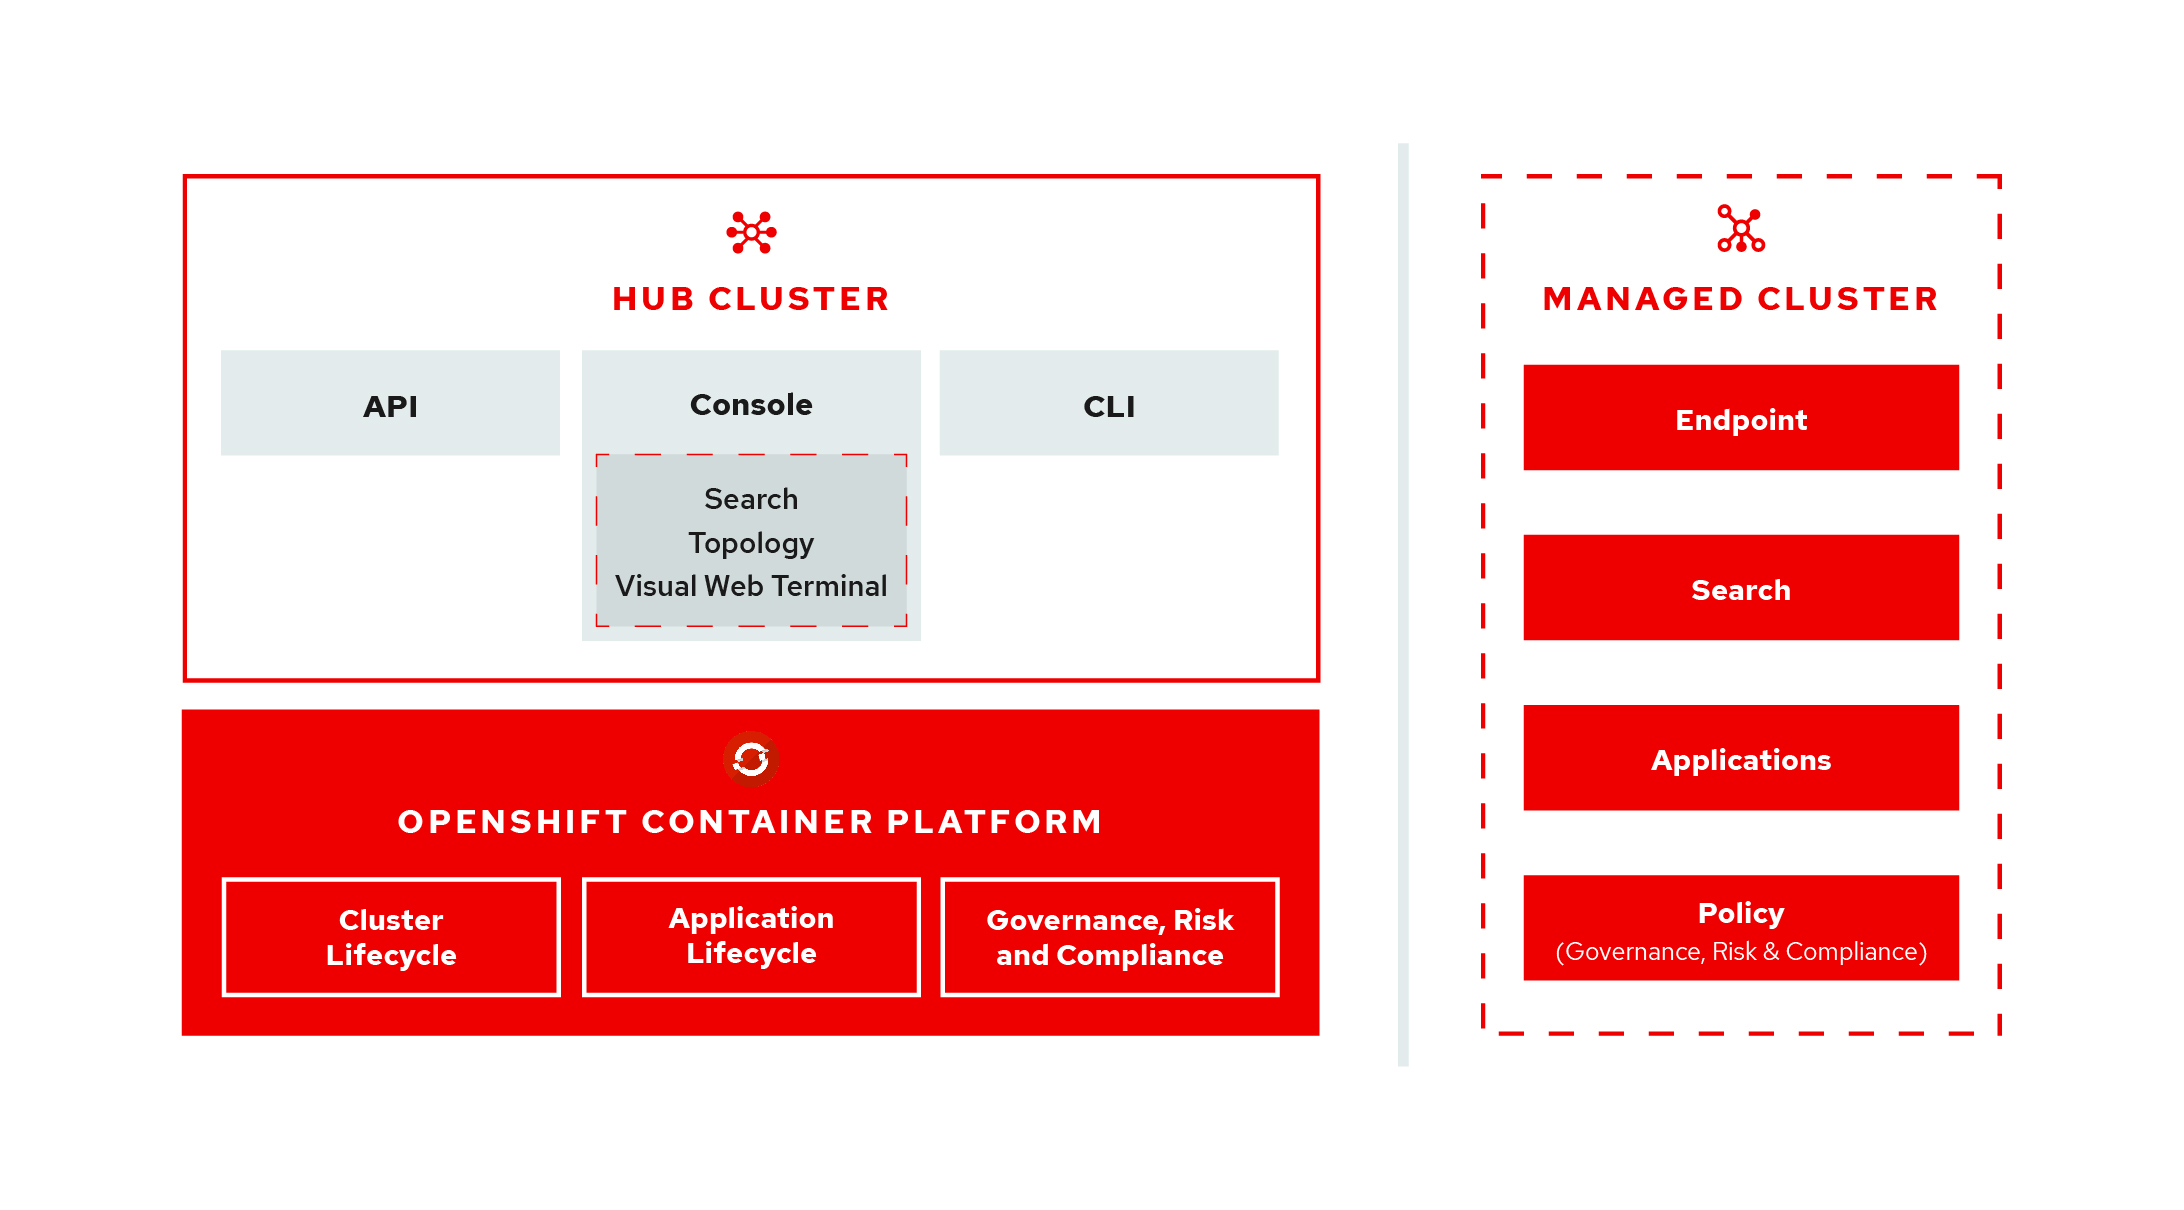 HUB CLUSTER
API
Console
CLI
Search
Topology
Visual Web Terminal
OPENSHIFT CONTAINER PLATFORM
Cluster
Lifecycle
Application
Lifecycle
Governance, Risk
and Compliance
MANAGED CLUSTER
Endpoint
Search
Applications
Policy
(Governance, Risk & Compliance)